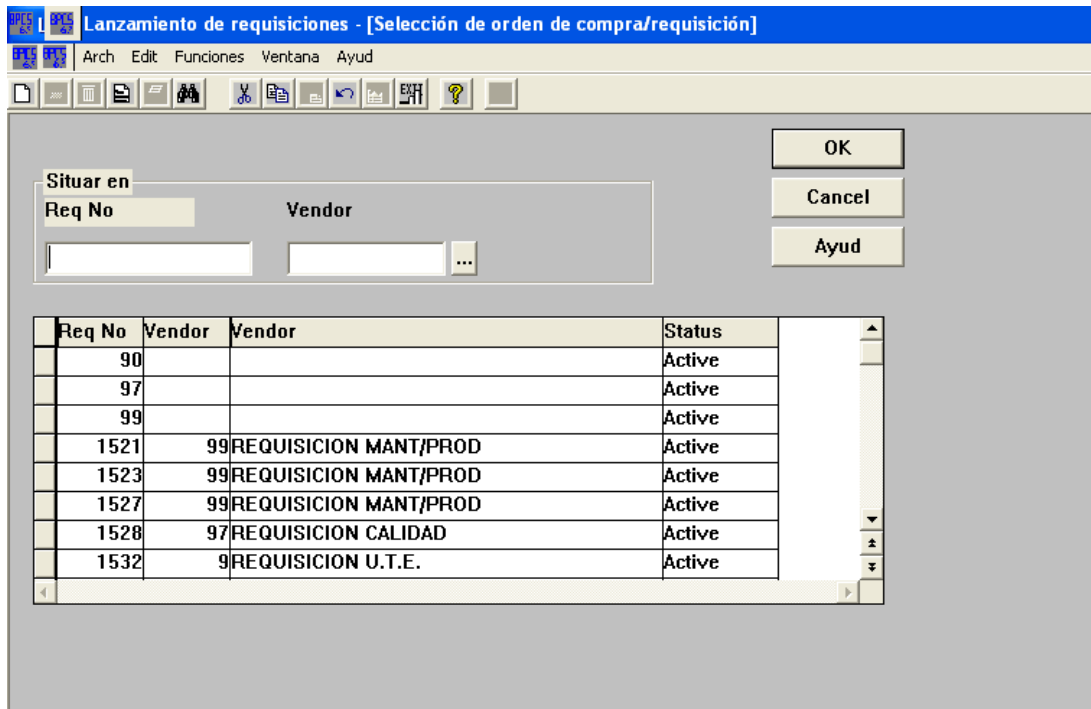 Lanzamiento de requisiciones - [Selección de orden de compra/requisición]
Arch Edit Funciones Ventana Ayud
EXIT
OK
Situar en
Cancel
Req No Vendor
Ayud
...
Req No Vendor Vendor Status
90 Active
97 Active
99 Active
1521 99 REQUISICION MANT/PROD Active
1523 99 REQUISICION MANT/PROD Active
1527 99 REQUISICION MANT/PROD Active
1528 97 REQUISICION CALIDAD Active
1532 9 REQUISICION U.T.E. Active